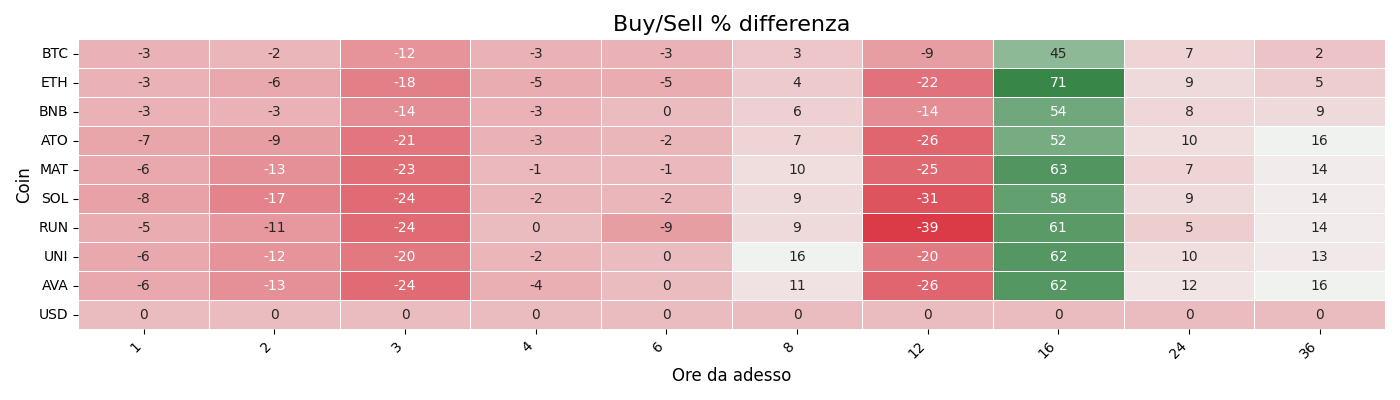 Buy/Sell % differenza
Coin
BTC -3 -2 -12 -3 -3 3 -9 45 7 2
ETH -3 -6 -18 -5 -5 4 -22 71 9 5
BNB -3 -3 -14 -3 0 6 -14 54 8 9
ATO -7 -9 -21 -3 -2 7 -26 52 10 16
MAT -6 -13 -23 -1 -1 10 -25 63 7 14
SOL -8 -17 -24 -2 -2 9 -31 58 9 14
RUN -5 -11 -24 0 -9 9 -39 61 5 14
UNI -6 -12 -20 -2 0 16 -20 62 10 13
AVA -6 -13 -24 -4 0 11 -26 62 12 16
USD 0 0 0 0 0 0 0 0 0 0
1 2 3 4 6 8 12 16 24 36
Ore da adesso